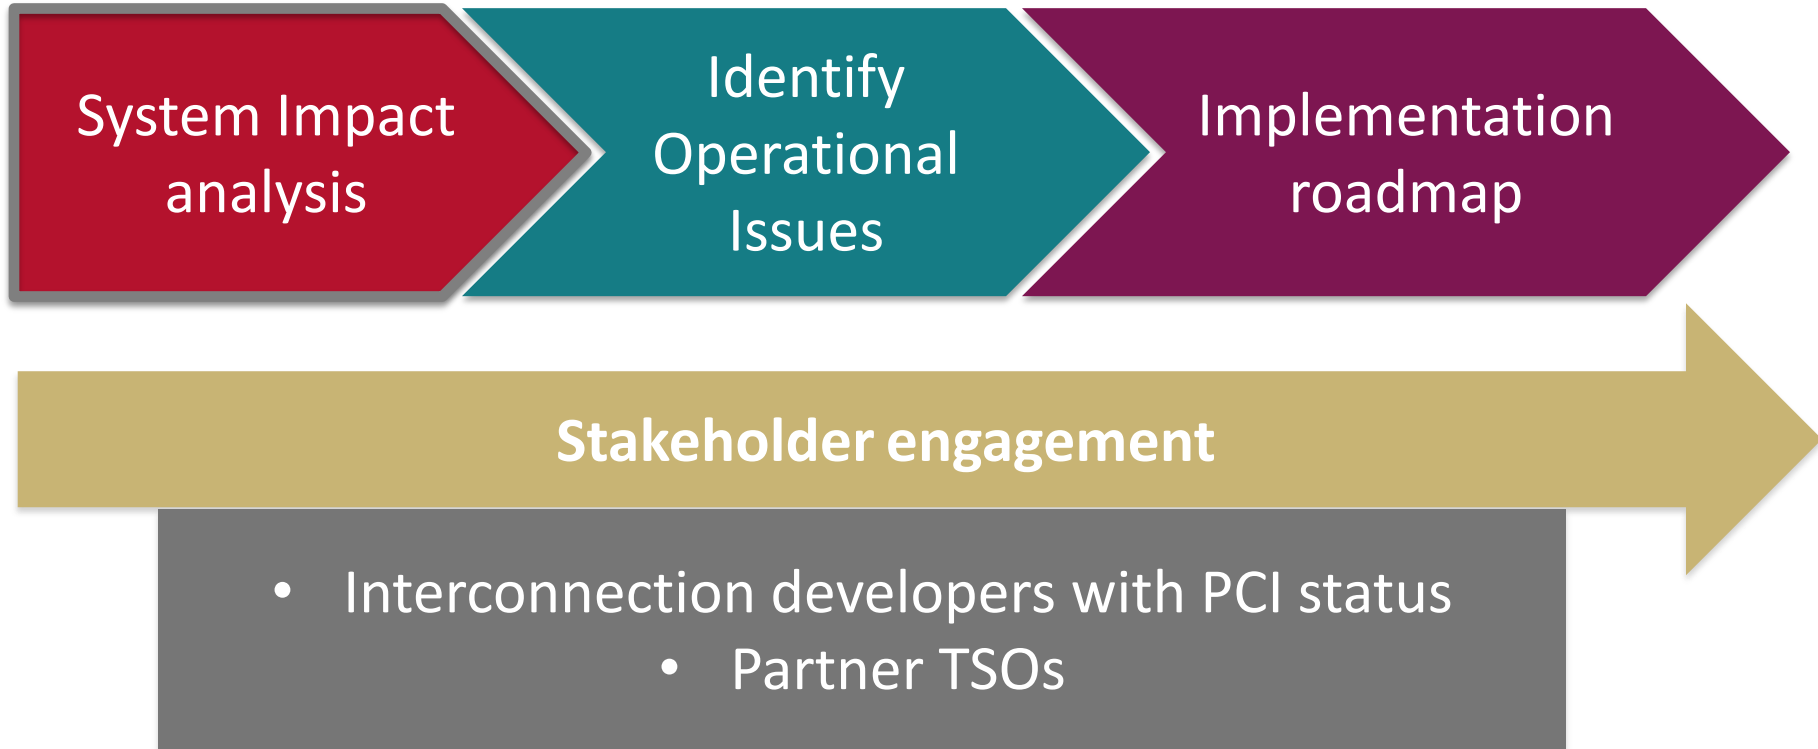 System Impact
analysis
Identify
Operational
Issues
Implementation
roadmap
Stakeholder engagement
• Interconnection developers with PCI status
• Partner TSOs